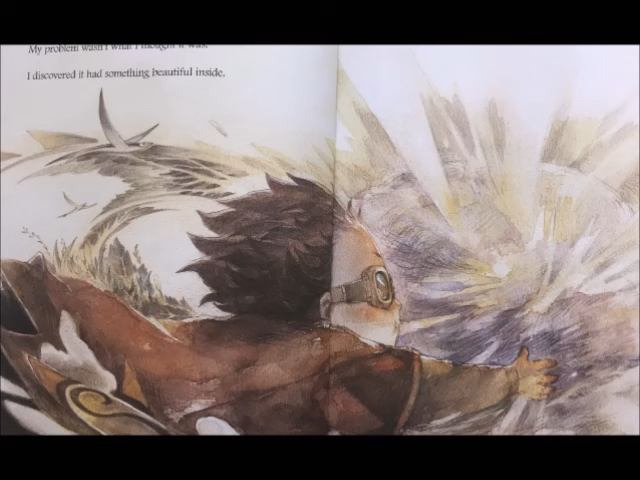 My problem wasn't what I thought it was.
I discovered it had something beautiful inside.